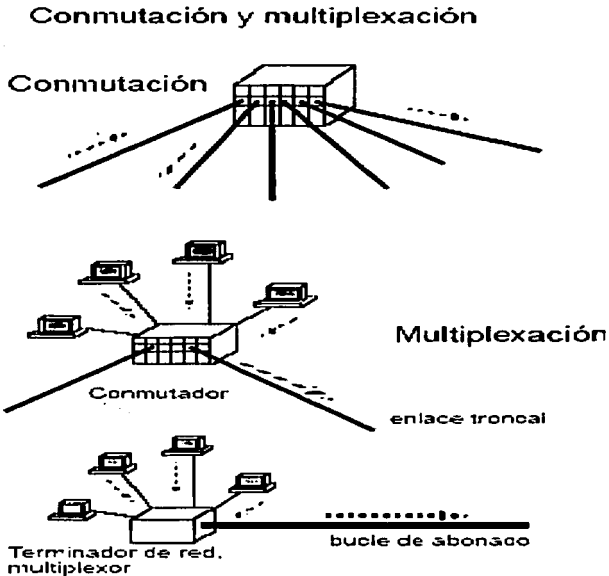 Conmutación y multiplexación
Conmutación
Multiplexación
Conmutador
enlace troncal
bucle de abonado
Terminador de red,
multiplexor